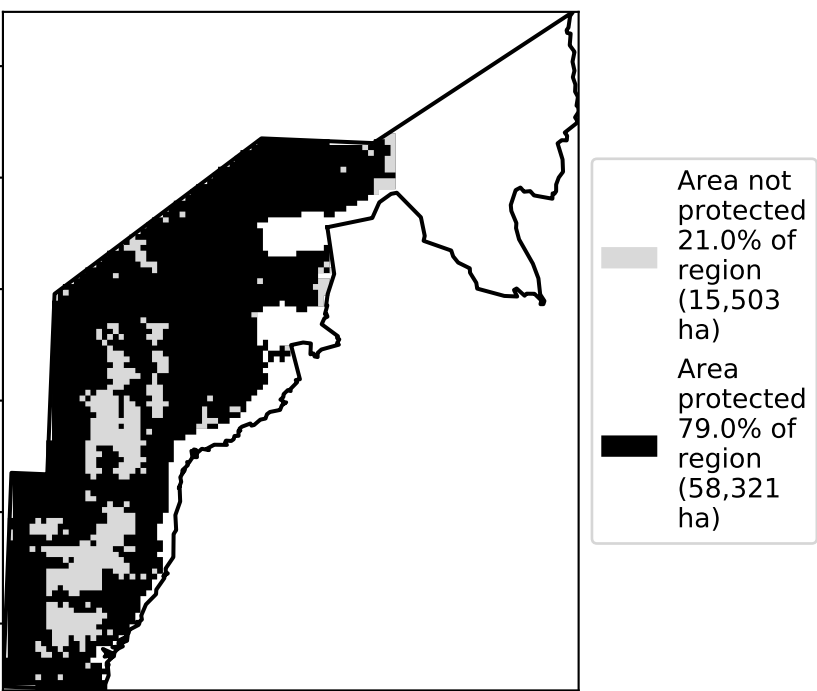 Area not
protected
21.0% of
region
(15,503
ha)
Area
protected
79.0% of
region
(58,321
ha)